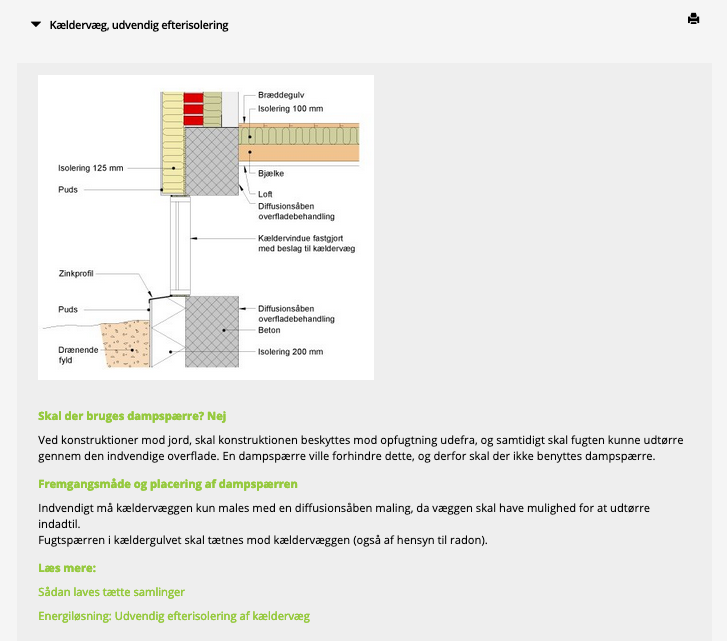 Kældervæg, udvendig efterisolering
Bræddegulv
Isolering 100 mm
Isolering 125 mm
Puds
Bjælke
Loft
Diffusionsåben
overfladebehandling
Kældervindue fastgjort
med beslag til kældervæg
Zinkprofil
Puds
Diffusionsåben
overfladebehandling
Beton
Drænende
fyld
Isolering 200 mm
Skal der bruges dampspærre? Nej
Ved konstruktioner mod jord, skal konstruktionen beskyttes mod opfugtning udefra, og samtidigt skal fugten kunne udtørre
gennem den indvendige overflade. En dampspærre ville forhindre dette, og derfor skal der ikke benyttes dampspærre.
Fremgangsmåde og placering af dampspærren
Indvendigt må kældervæggen kun males med en diffusionsåben maling, da væggen skal have mulighed for at udtørre
indadtil.
Fugtspærren i kældergulvet skal tætnes mod kældervæggen (også af hensyn til radon).
Læs mere:
Sådan laves tætte samlinger
Energiløsning: Udvendig efterisolering af kældervæg